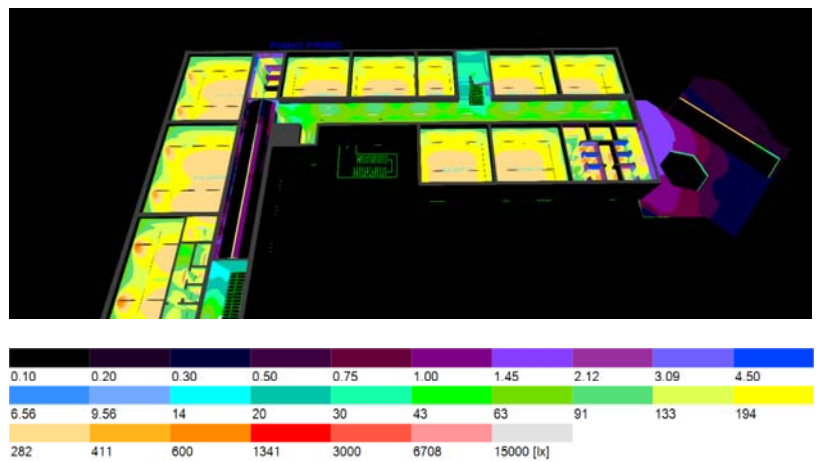 PIANO PRIMO
0.10 0.20 0.30 0.50 0.75 1.00 1.45 2.12 3.09 4.50
6.56 9.56 14 20 30 43 63 91 133 194
282 411 600 1341 3000 6708 15000 [lx]